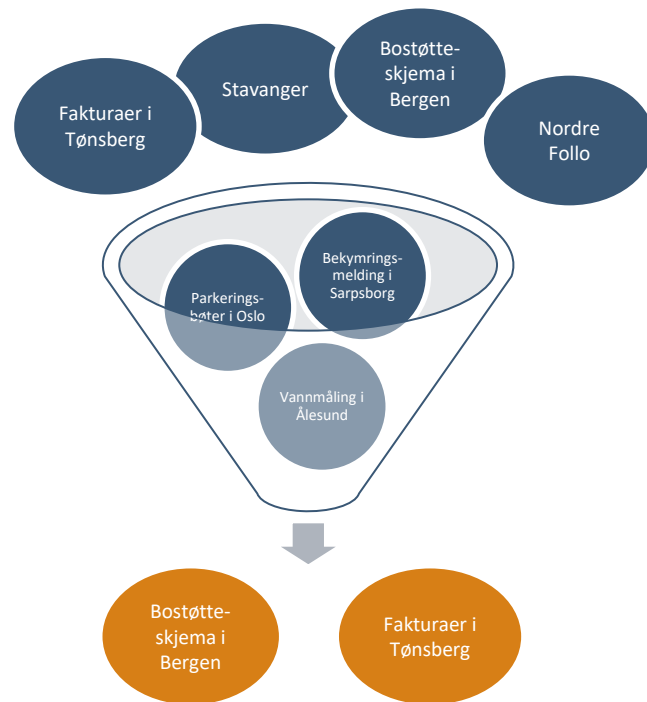 Fakturaer i
Tønsberg
Stavanger
Bostøtte-
skjema i
Bergen
Nordre
Follo
Parkerings-
bøter i Oslo
Bekymrings-
melding i
Sarpsborg
Vannmåling i
Ålesund
Bostøtte-
skjema i
Bergen
Fakturaer i
Tønsberg